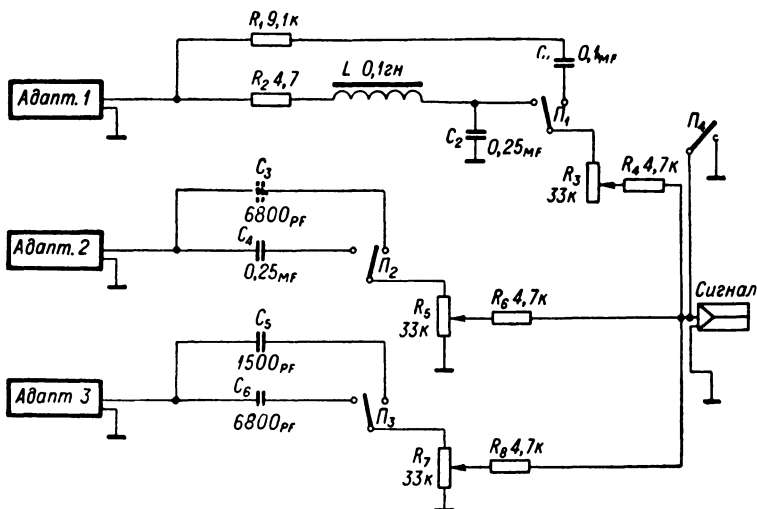 R₁ 9,1к
0,1MF
Адапт. 1
R₂ 4,7
L 0,1гн
C₂
0,25MF
П₁
R₃
33к
R₄ 4,7к
П₄
C₃
6800PF
Адапт. 2
C₄
0,25MF
П₂
R₅
33к
R₆ 4,7к
Сигнал
C₅
1500PF
Адапт 3
C₆
6800PF
П₃
R₇
33к
R₈ 4,7к